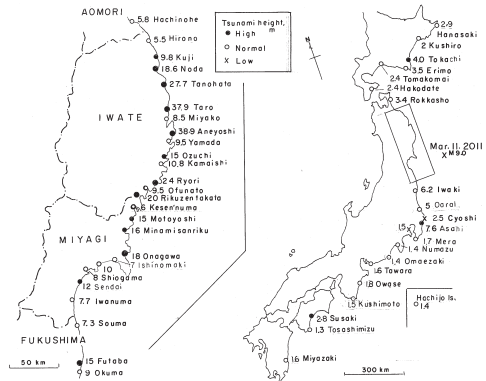 AOMORI
5.8 Hachinohe
5.5 Hirono
9.8 Kuji
18.6 Noda
27.7 Tanohata
IWATE
37.9 Taro
8.5 Miyako
38.9 Aneyoshi
9.5 Yamada
15 Ozuchi
10.8 Kamaishi
24 Ryori
9.5 Ofunato
20 Rikuzentakata
6 Kesen'numa
15 Motoyoshi
16 Minamisanriku
MIYAGI
18 Onagawa
7 Ishinomaki
10
8 Shiogama
12 Sendai
7.7 Iwanuma
7.3 Souma
FUKUSHIMA
15 Futaba
9 Okuma
50 km
Tsunami height, m
High
Normal
x Low
N
2.9
Hanasaki
2 Kushiro
4.0 Tokachi
3.5 Erimo
2.4
Tomakomai
2.4 Hakodate
3.4 Rokkasho
Mar. 11, 2011
x M9.0
6.2 Iwaki
5 Oarai
x 2.5 Cyoshi
7.6 Asahi
1.5
1.7 Mera
1.4 Numazu
1.4 Omaezaki
1.6 Tawara
1.8 Owase
1.5 Kushimoto
Hachijo Is.
1.4
2.8 Susaki
1.3 Tosashimizu
1.6 Miyazaki
300 km